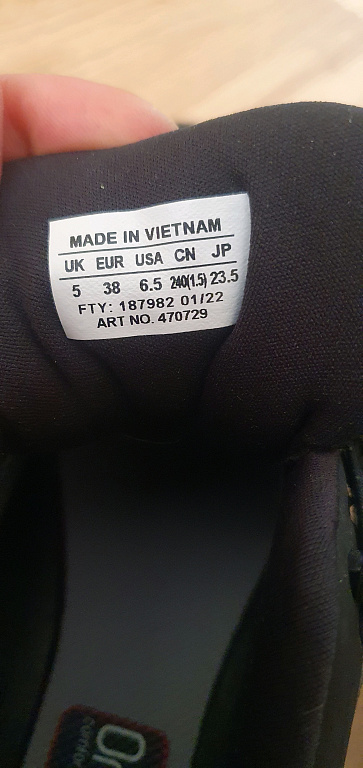 MADE IN VIETNAM
UK EUR USA CN JP
5 38 6.5 240(1.5) 23.5
FTY: 187982 01/22
ART NO. 470729